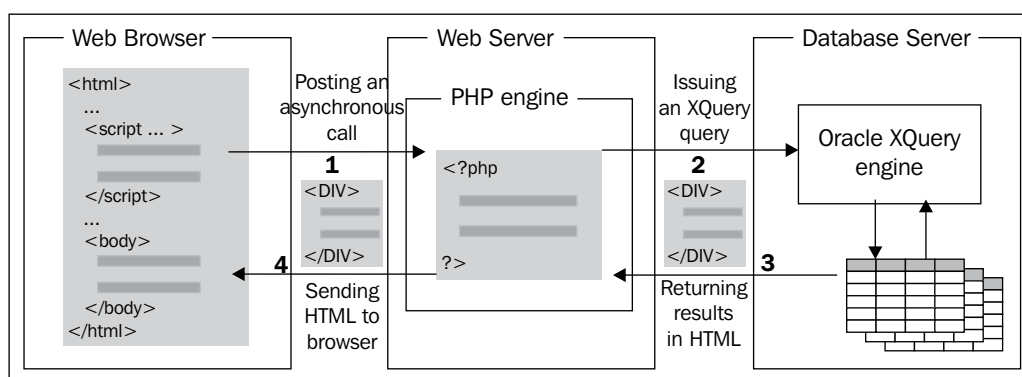 Web Browser
<html>
...
<script ... >
</script>
...
<body>
</body>
</html>
Posting an
asynchronous
call
1
<DIV>
</DIV>
4
Sending
HTML to
browser
Web Server
PHP engine
<?php
?>
Issuing
an XQuery
query
2
<DIV>
</DIV>
3
Returning
results
in HTML
Database Server
Oracle XQuery
engine